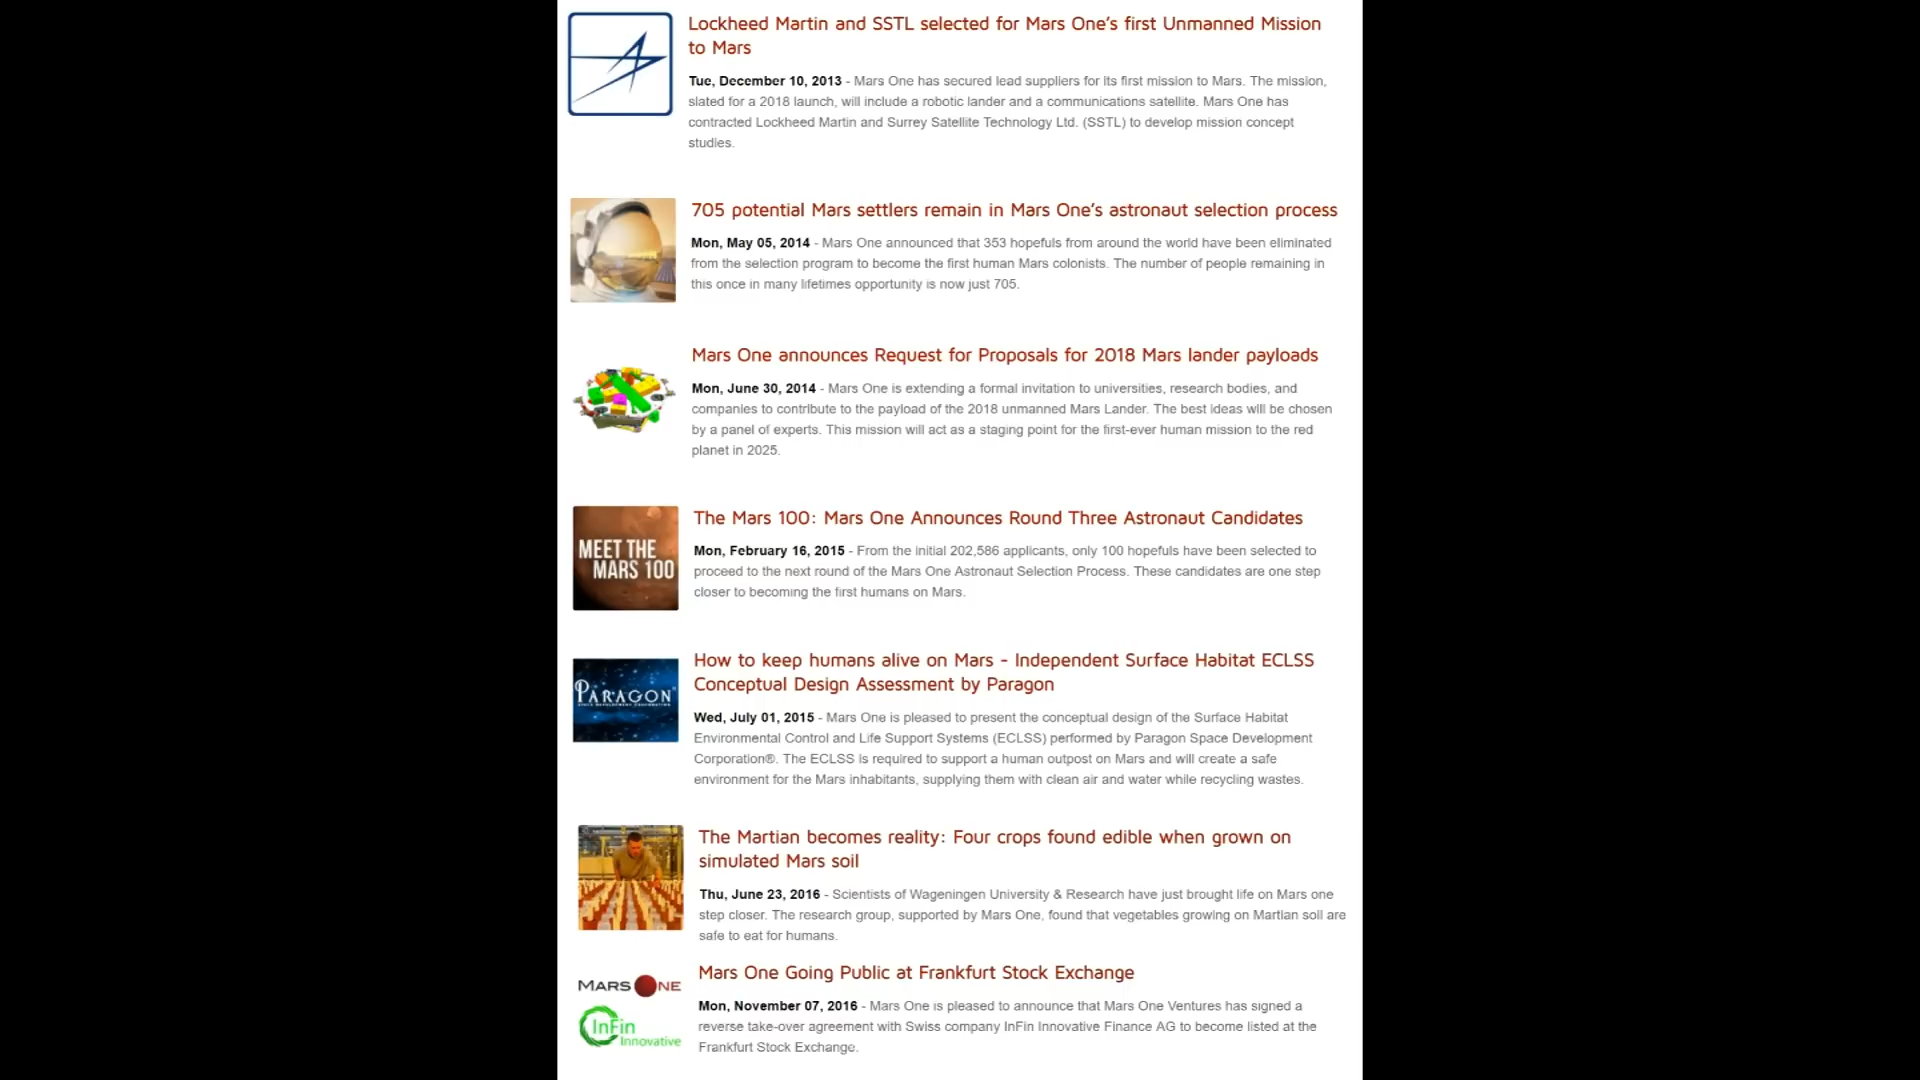 Lockheed Martin and SSTL selected for Mars One's first Unmanned Mission
to Mars
Tue, December 10, 2013 - Mars One has secured lead suppliers for its first mission to Mars. The mission,
slated for a 2018 launch, will include a robotic lander and a communications satellite. Mars One has
contracted Lockheed Martin and Surrey Satellite Technology Ltd. (SSTL) to develop mission concept
studies.
705 potential Mars settlers remain in Mars One's astronaut selection process
Mon, May 05, 2014 - Mars One announced that 353 hopefuls from around the world have been eliminated
from the selection program to become the first human Mars colonists. The number of people remaining in
this once in many lifetimes opportunity is now just 705.
Mars One announces Request for Proposals for 2018 Mars lander payloads
Mon, June 30, 2014 - Mars One is extending a formal invitation to universities, research bodies, and
companies to contribute to the payload of the 2018 unmanned Mars Lander. The best ideas will be chosen
by a panel of experts. This mission will act as a staging point for the first-ever human mission to the red
planet in 2025.
MEET THE
MARS 100
The Mars 100: Mars One Announces Round Three Astronaut Candidates
Mon, February 16, 2015 - From the initial 202,586 applicants, only 100 hopefuls have been selected to
proceed to the next round of the Mars One Astronaut Selection Process. These candidates are one step
closer to becoming the first humans on Mars.
PARAGON
SPACE DEVELOPMENT CORPORATION
How to keep humans alive on Mars - Independent Surface Habitat ECLSS
Conceptual Design Assessment by Paragon
Wed, July 01, 2015 - Mars One is pleased to present the conceptual design of the Surface Habitat
Environmental Control and Life Support Systems (ECLSS) performed by Paragon Space Development
Corporation®. The ECLSS is required to support a human outpost on Mars and will create a safe
environment for the Mars inhabitants, supplying them with clean air and water while recycling wastes.
The Martian becomes reality: Four crops found edible when grown on
simulated Mars soil
Thu, June 23, 2016 - Scientists of Wageningen University & Research have just brought life on Mars one
step closer. The research group, supported by Mars One, found that vegetables growing on Martian soil are
safe to eat for humans.
MARS ONE
InFin
Innovative
Mars One Going Public at Frankfurt Stock Exchange
Mon, November 07, 2016 - Mars One is pleased to announce that Mars One Ventures has signed a
reverse take-over agreement with Swiss company InFin Innovative Finance AG to become listed at the
Frankfurt Stock Exchange.